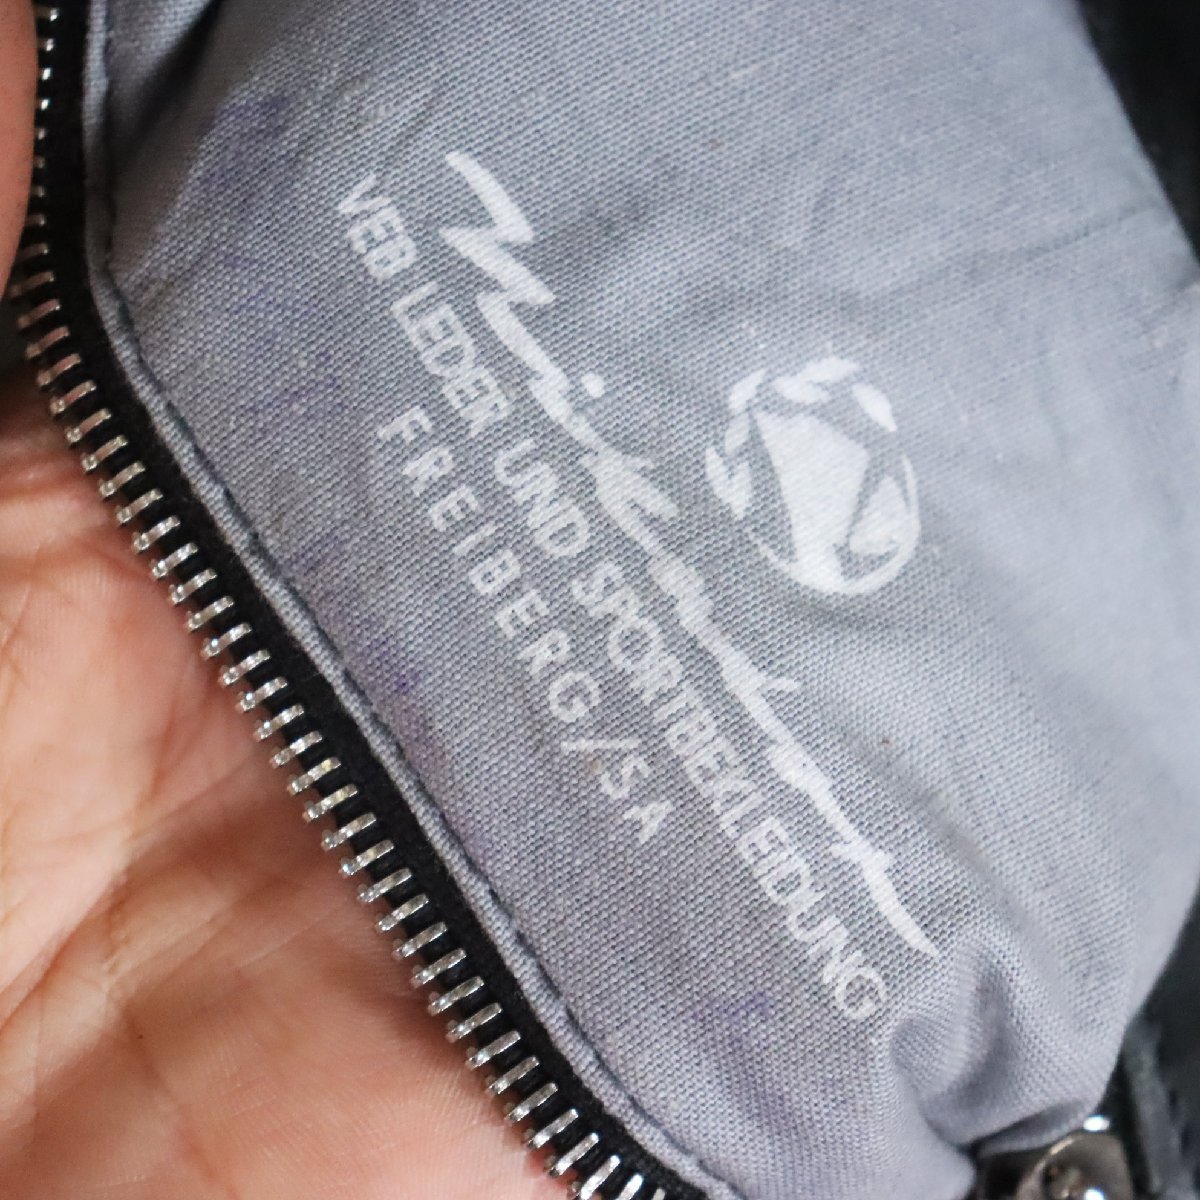 VEB LEDER UND SPORTBEKLEIDUNG
FREIBERG/SA